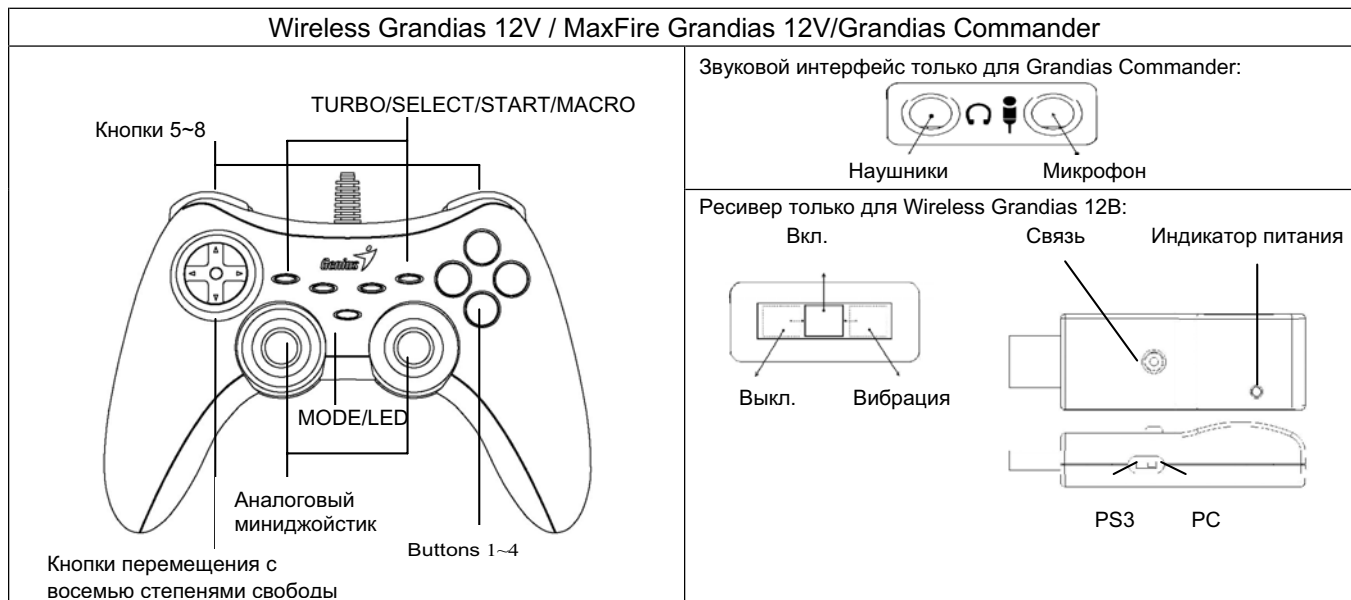 Wireless Grandias 12V / MaxFire Grandias 12V/Grandias Commander
TURBO/SELECT/START/MACRO
Кнопки 5~8
Genius
MODE/LED
Аналоговый
миниджойстик
Buttons 1~4
Кнопки перемещения с
восемью степенями свободы
Звуковой интерфейс только для Grandias Commander:
Наушники Микрофон
Ресивер только для Wireless Grandias 12В:
Вкл. Связь Индикатор питания
Выкл. Вибрация
PS3 PC